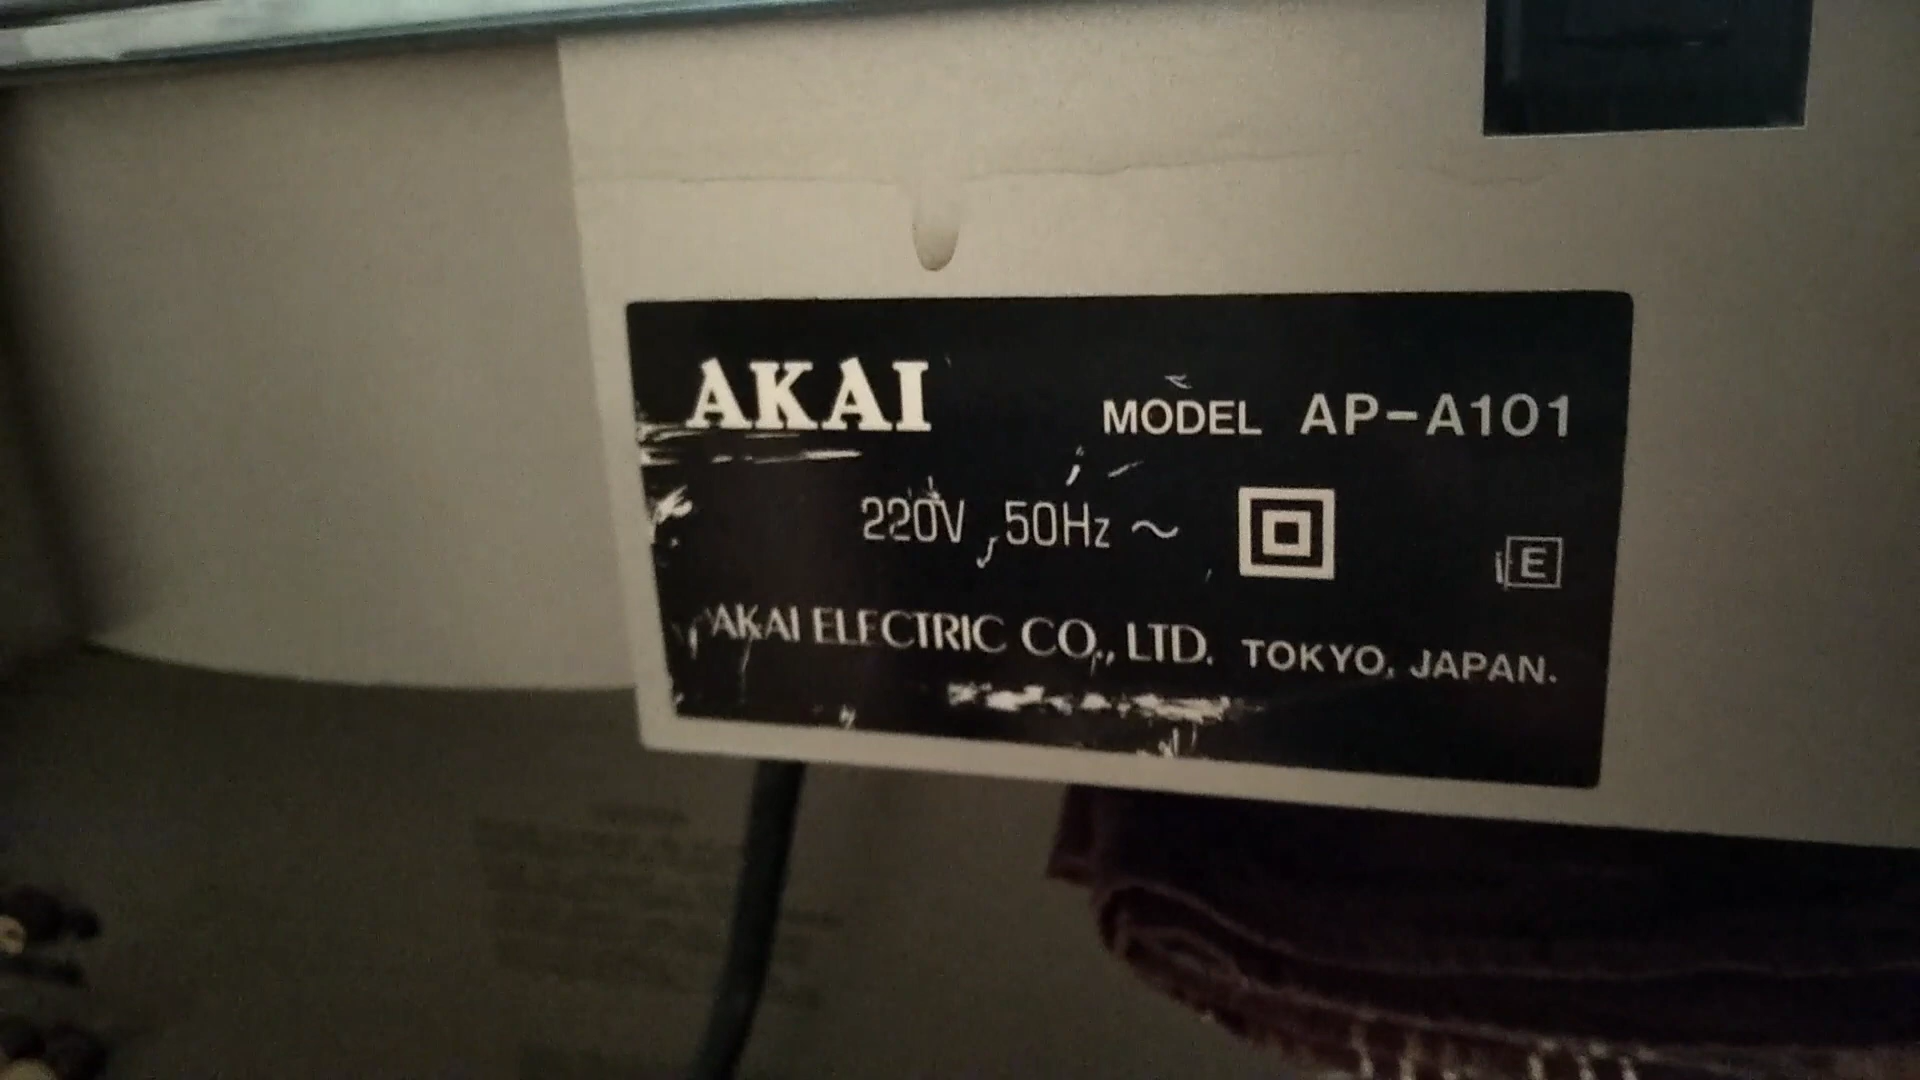 AKAI MODEL AP-A101
220V, 50Hz ~
E
AKAI ELECTRIC CO., LTD. TOKYO, JAPAN.